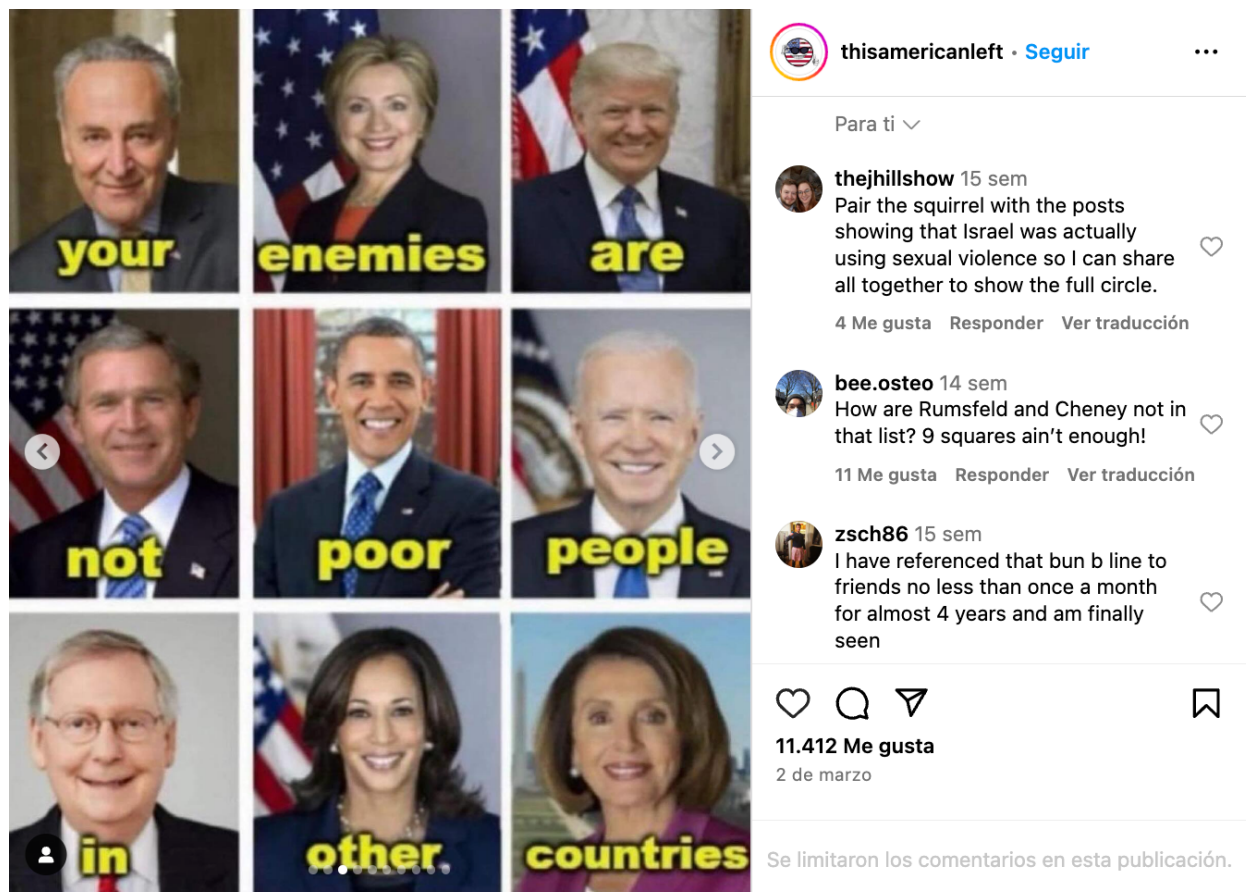 your
enemies
are
not
poor
people
in
other
countries
thisamericanleft • Seguir
Para ti
thejhillshow 15 sem
Pair the squirrel with the posts
showing that Israel was actually
using sexual violence so I can share
all together to show the full circle.
4 Me gusta Responder Ver traducción
bee.osteo 14 sem
How are Rumsfeld and Cheney not in
that list? 9 squares ain’t enough!
11 Me gusta Responder Ver traducción
zsch86 15 sem
I have referenced that bun b line to
friends no less than once a month
for almost 4 years and am finally
seen
11.412 Me gusta
2 de marzo
Se limitaron los comentarios en esta publicación.